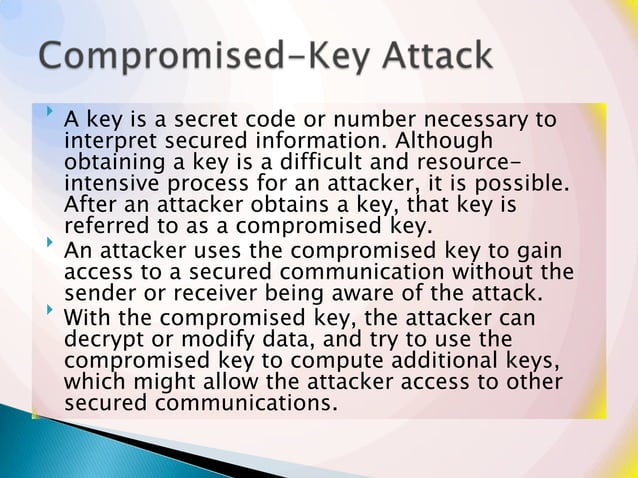 Compromised-Key Attack
A key is a secret code or number necessary to
interpret secured information. Although
obtaining a key is a difficult and resource-
intensive process for an attacker, it is possible.
After an attacker obtains a key, that key is
referred to as a compromised key.
An attacker uses the compromised key to gain
access to a secured communication without the
sender or receiver being aware of the attack.
With the compromised key, the attacker can
decrypt or modify data, and try to use the
compromised key to compute additional keys,
which might allow the attacker access to other
secured communications.